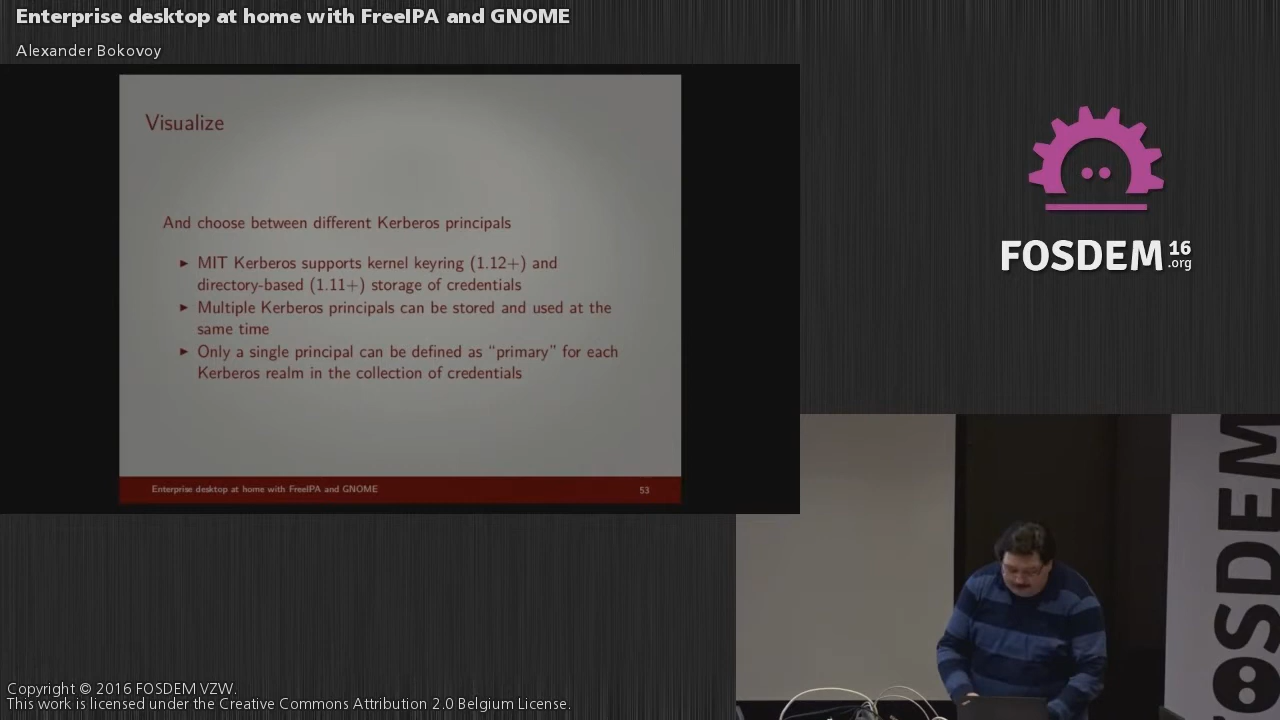 Enterprise desktop at home with FreeIPA and GNOME
Alexander Bokovoy
Visualize
And choose between different Kerberos principals
► MIT Kerberos supports kernel keyring (1.12+) and
directory-based (1.11+) storage of credentials
► Multiple Kerberos principals can be stored and used at the
same time
► Only a single principal can be defined as “primary” for each
Kerberos realm in the collection of credentials
Enterprise desktop at home with FreeIPA and GNOME 53
FOSDEM 16
.org
FOSDEM
Copyright © 2016 FOSDEM VZW.
This work is licensed under the Creative Commons Attribution 2.0 Belgium License.